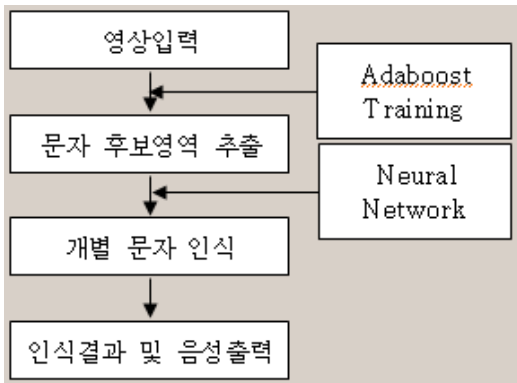 영상입력
Adaboost
Training
문자 후보영역 추출
Neural
Network
개별 문자 인식
인식결과 및 음성출력